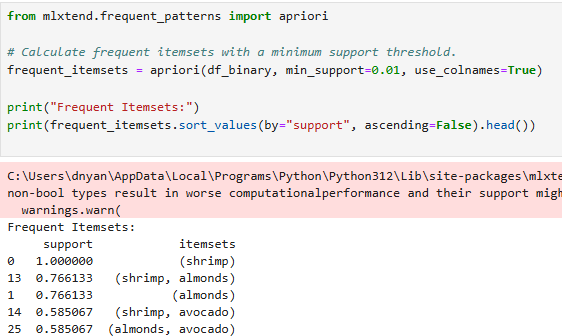 from mlxtend.frequent_patterns import apriori
# Calculate frequent itemsets with a minimum support threshold.
frequent_itemsets = apriori(df_binary, min_support=0.01, use_colnames=True)
print("Frequent Itemsets:")
print(frequent_itemsets.sort_values(by="support", ascending=False).head())
C:\Users\dnyan\AppData\Local\Programs\Python\Python312\Lib\site-packages\mlxte
non-bool types result in worse computationalperformance and their support migh
warnings.warn(
Frequent Itemsets:
support itemsets
0 1.000000 (shrimp)
13 0.766133 (shrimp, almonds)
1 0.766133 (almonds)
14 0.585067 (shrimp, avocado)
25 0.585067 (almonds, avocado)